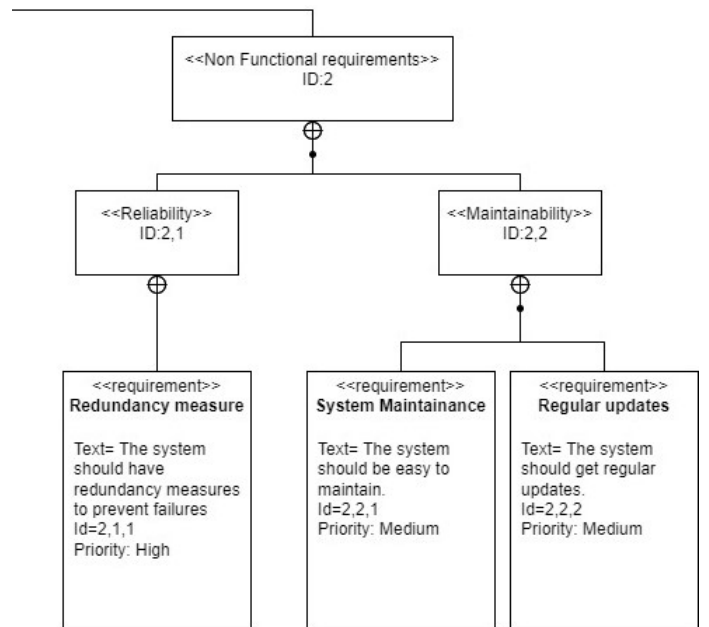 <<Non Functional requirements>>
ID:2
<<Reliability>>
ID:2,1
<<Maintainability>>
ID:2,2
<<requirement>>
Redundancy measure
Text= The system
should have
redundancy measures
to prevent failures
Id=2,1,1
Priority: High
<<requirement>>
System Maintainance
Text= The system
should be easy to
maintain.
Id=2,2,1
Priority: Medium
<<requirement>>
Regular updates
Text= The system
should get regular
updates.
Id=2,2,2
Priority: Medium